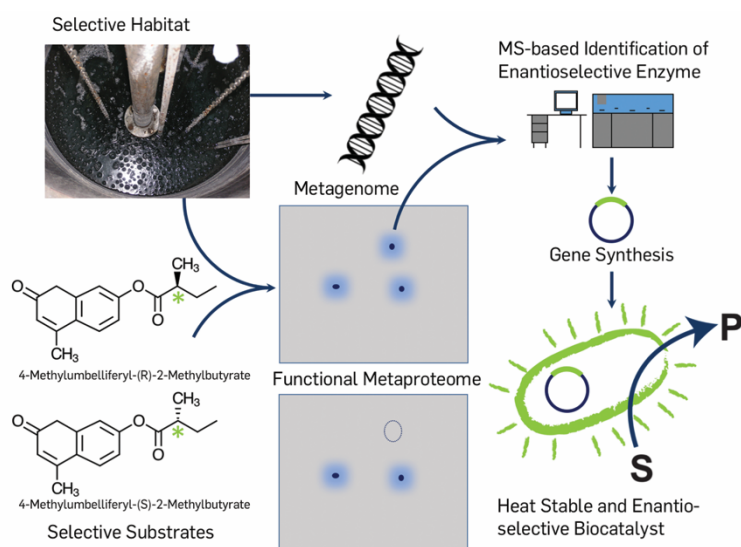 Selective Habitat
MS-based Identification of
Enantioselective Enzyme
Metagenome
Gene Synthesis
CH3
O
O
O
*
CH3
4-Methylumbelliferyl-(R)-2-Methylbutyrate
Functional Metaproteome
P
CH3
O
O
O
*
CH3
4-Methylumbelliferyl-(S)-2-Methylbutyrate
S
Selective Substrates
Heat Stable and Enantio-
selective Biocatalyst